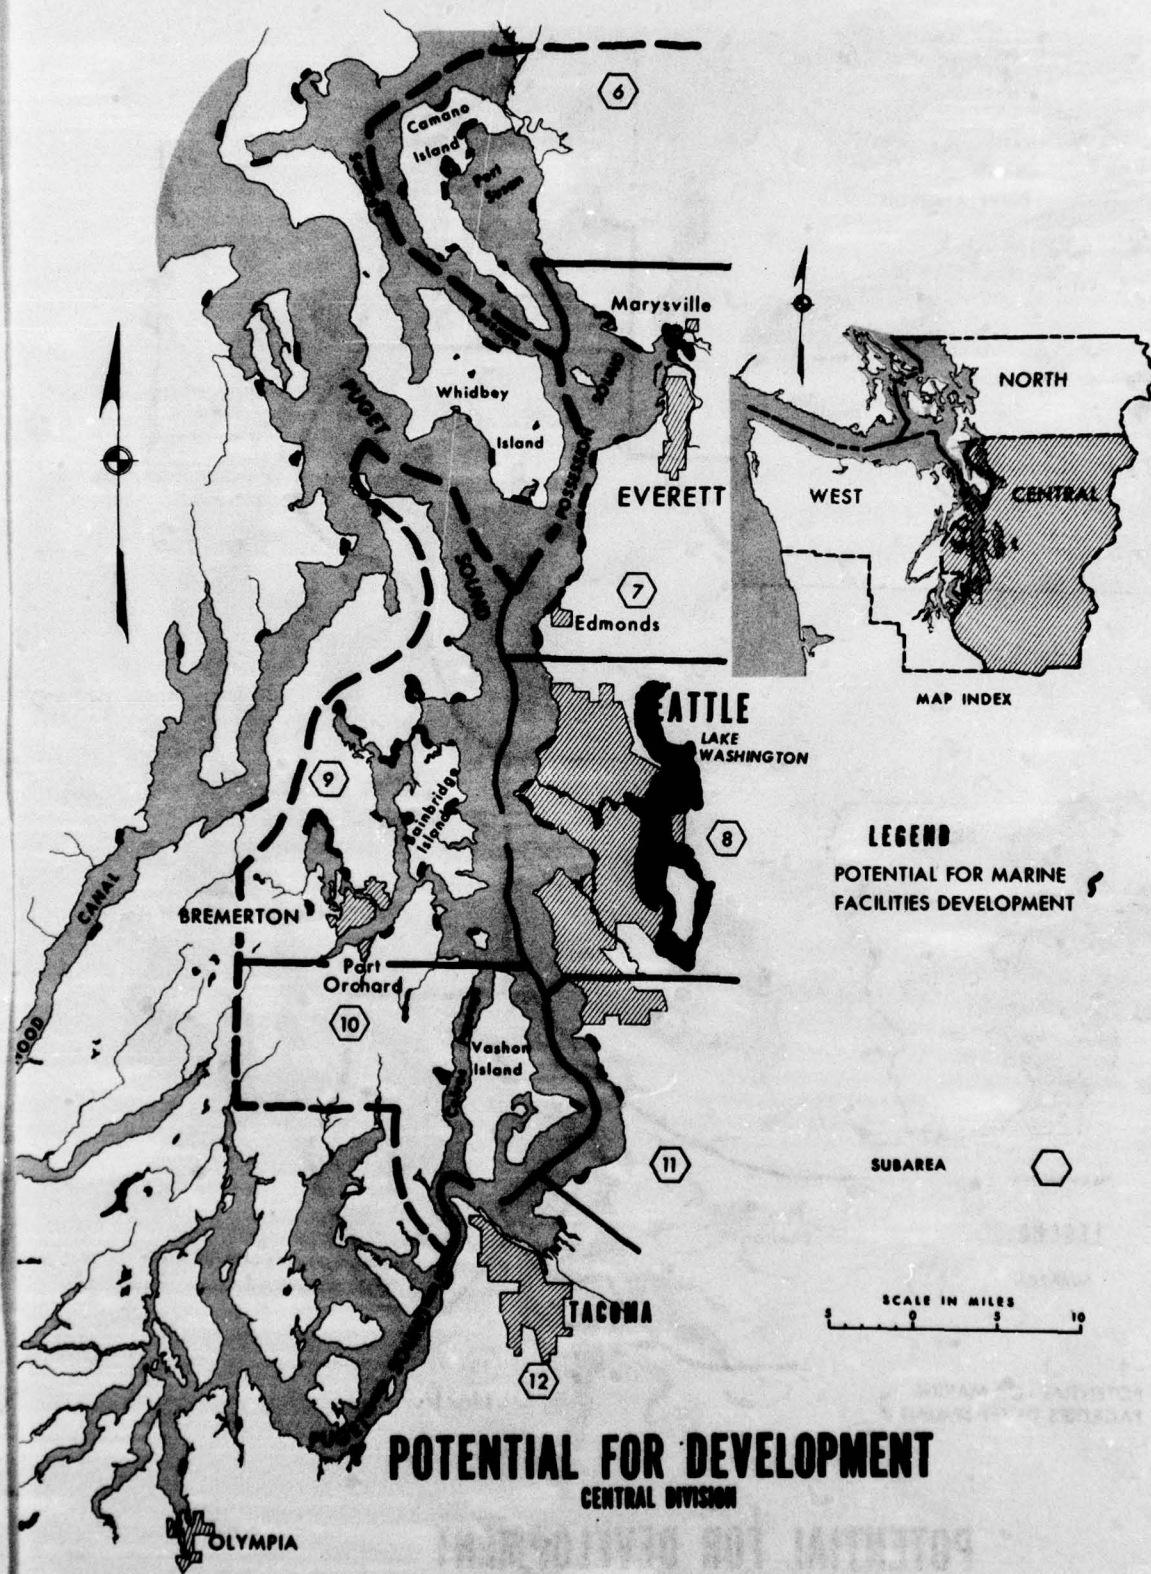 6
Camano
Island
Port
Susan
Marysville
Whidbey
Island
PUGET
SOUND
POSSESSION
SOUND
EVERETT
NORTH
WEST
CENTRAL
MAP INDEX
7
Edmonds
EATTLE
LAKE
WASHINGTON
9
Bainbridge
Island
8
LEGEND
POTENTIAL FOR MARINE
FACILITIES DEVELOPMENT
CANAL
BREMERTON
Port
Orchard
10
OOD
Vashon
Island
11
SUBAREA
SCALE IN MILES
5 0 5 10
TACOMA
12
PUGET SOUND
POTENTIAL FOR DEVELOPMENT
CENTRAL DIVISION
OLYMPIA